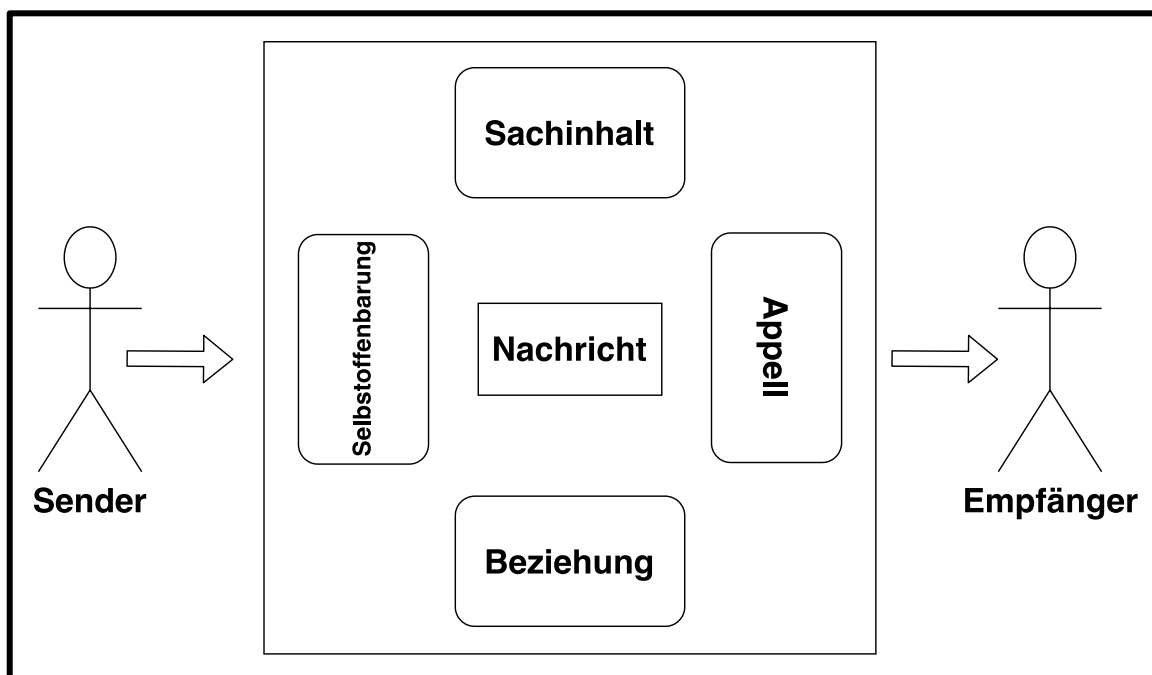 Sachinhalt
Selbstoffenbarung
Nachricht
Appell
Sender
Empfänger
Beziehung